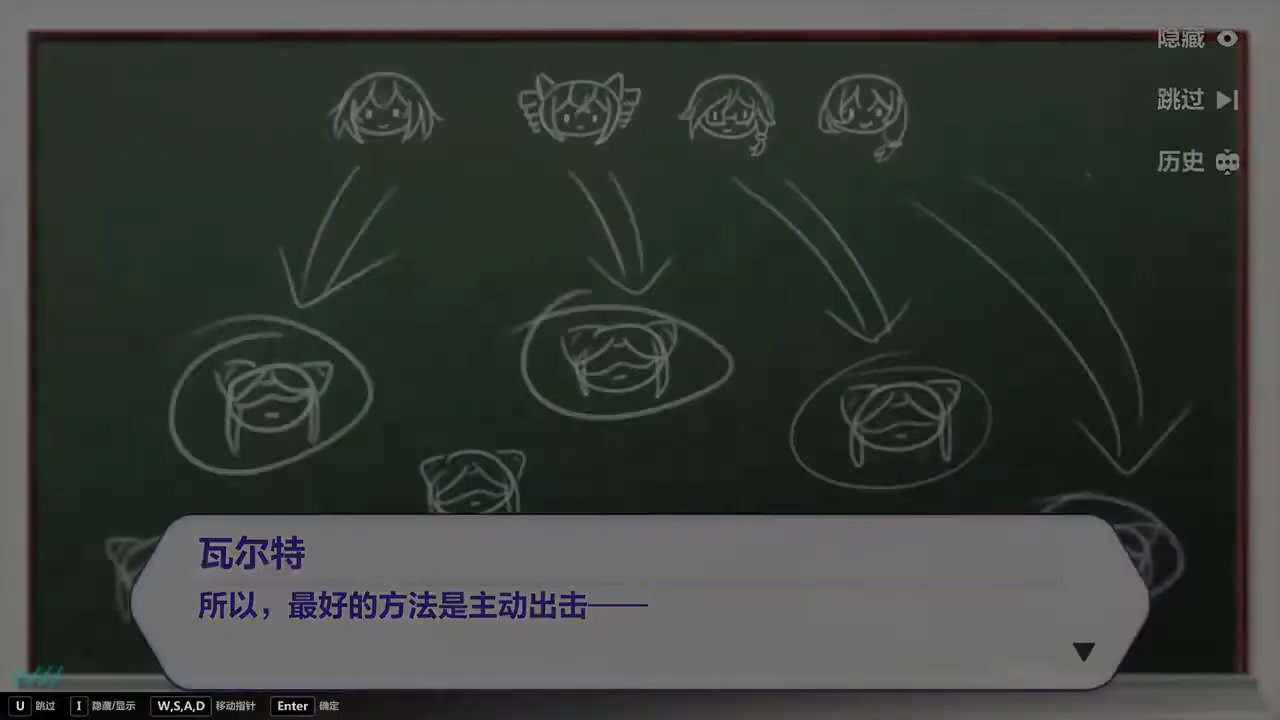 隐藏
跳过
历史
瓦尔特
所以，最好的方法是主动出击——
U 跳过 I 隐藏/显示 W,S,A,D 移动指针 Enter 确定